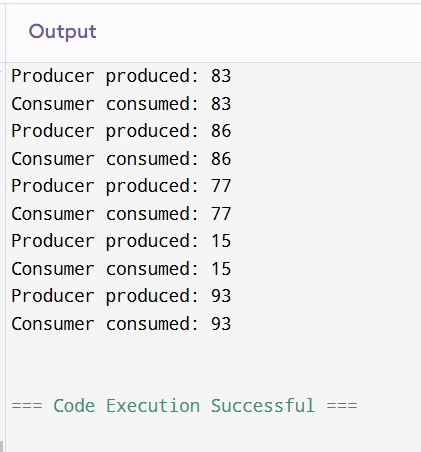 Output
Producer produced: 83
Consumer consumed: 83
Producer produced: 86
Consumer consumed: 86
Producer produced: 77
Consumer consumed: 77
Producer produced: 15
Consumer consumed: 15
Producer produced: 93
Consumer consumed: 93
=== Code Execution Successful ===